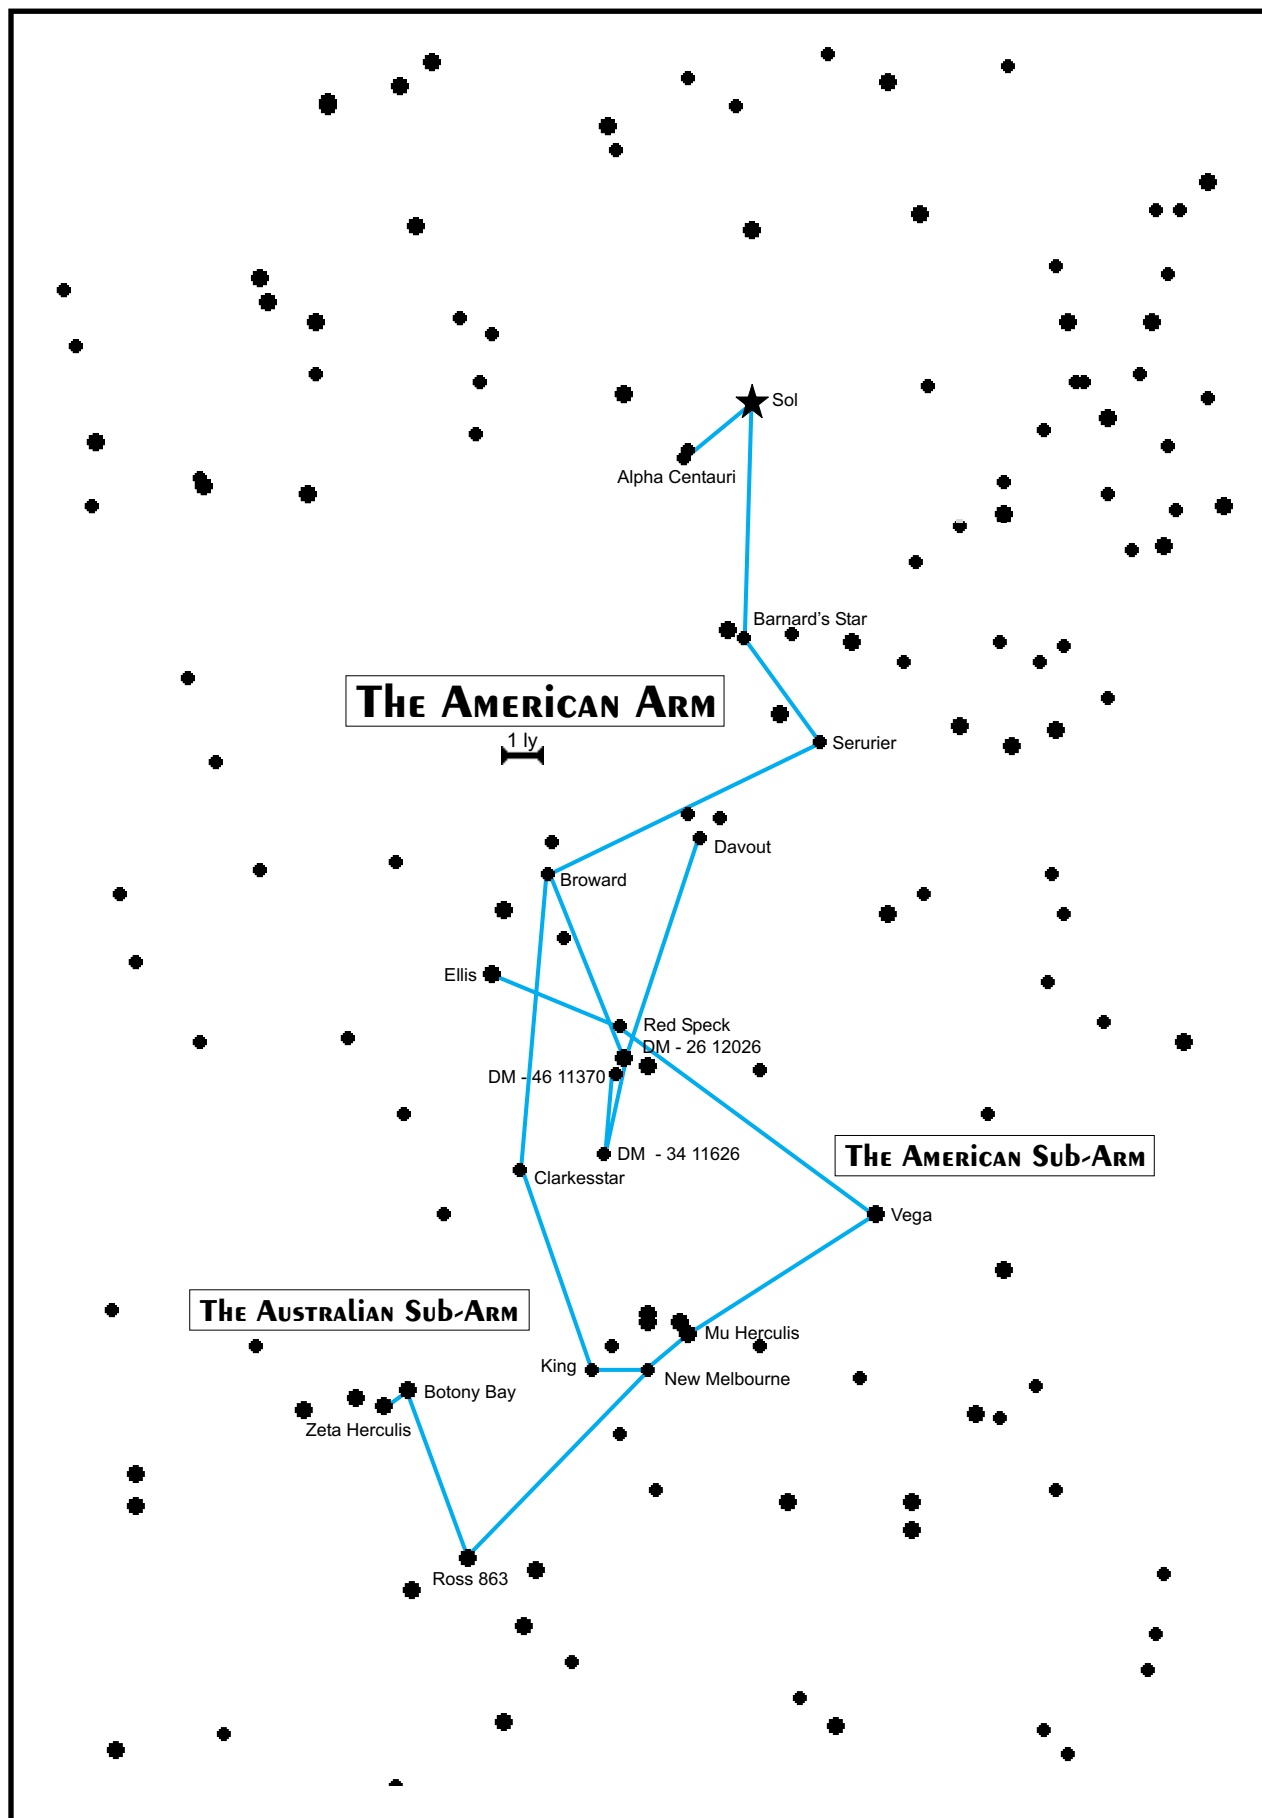 Sol
Alpha Centauri
Barnard's Star
The American Arm
1 ly
Serurier
Davout
Broward
Ellis
Red Speck
DM - 26 12026
DM - 46 11370
DM - 34 11626
The American Sub-Arm
Clarkesstar
Vega
The Australian Sub-Arm
Mu Herculis
King
New Melbourne
Botony Bay
Zeta Herculis
Ross 863